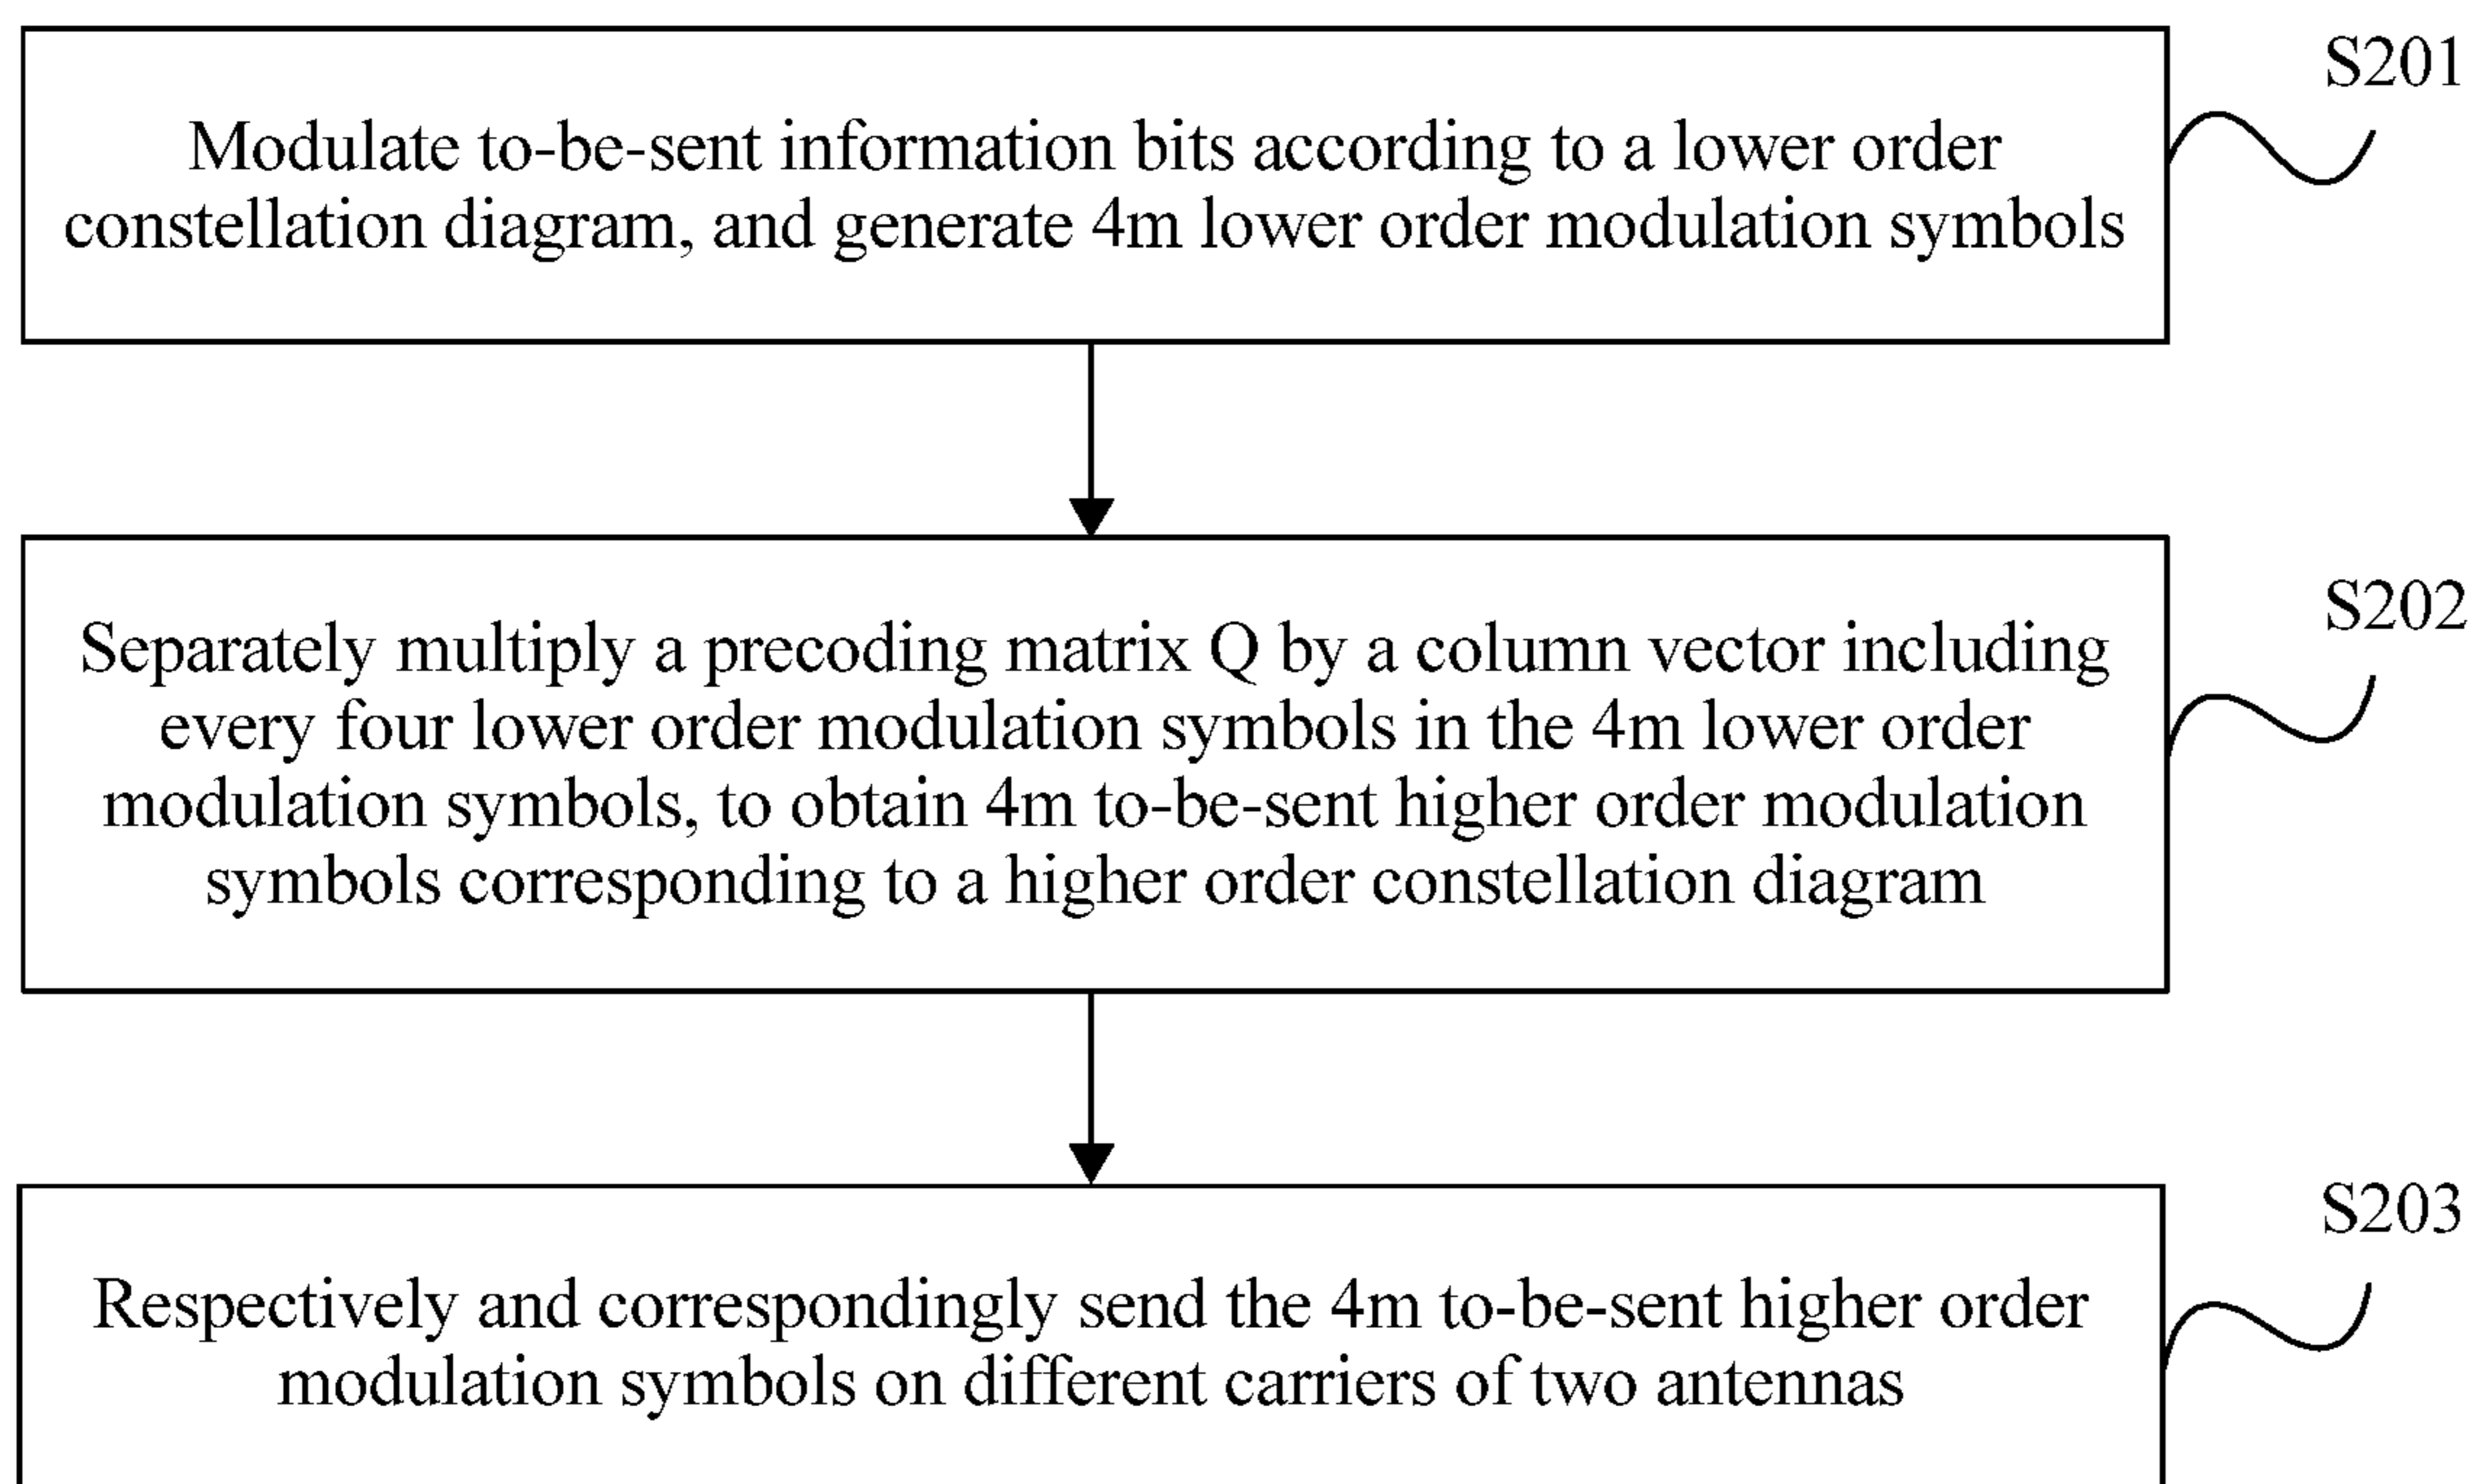 S201
Modulate to-be-sent information bits according to a lower order
constellation diagram, and generate 4m lower order modulation symbols
S202
Separately multiply a precoding matrix Q by a column vector including
every four lower order modulation symbols in the 4m lower order
modulation symbols, to obtain 4m to-be-sent higher order modulation
symbols corresponding to a higher order constellation diagram
S203
Respectively and correspondingly send the 4m to-be-sent higher order
modulation symbols on different carriers of two antennas